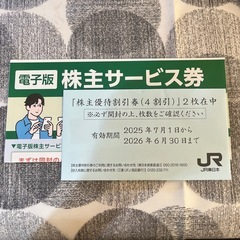 電子版 株主サービス券
「株主優待割引券(4割引)」2枚在中
※必ず開封の上、枚数をご確認ください
有効期間
2025年7月1日から
2026年6月30日まで
▼電子版株主サー
JR
JR東日本